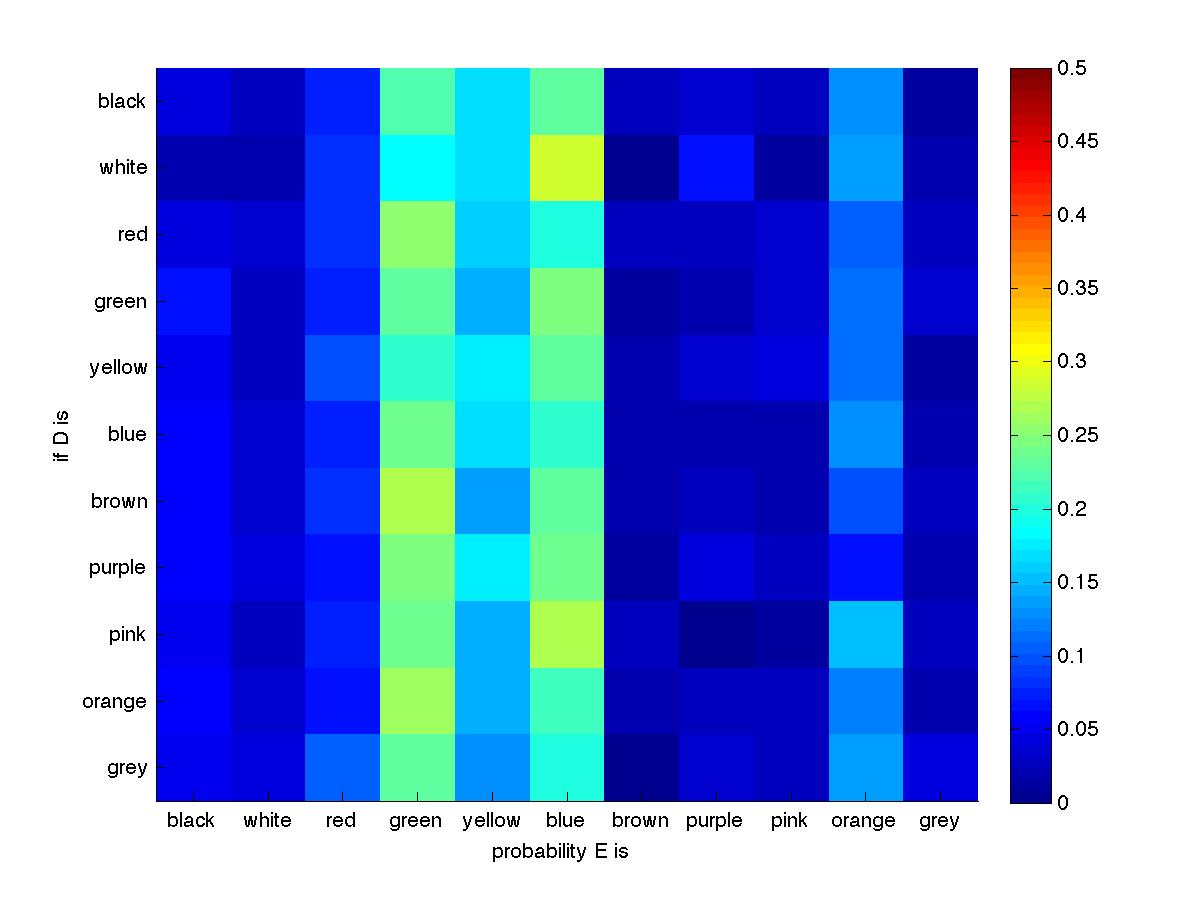 black
white
red
green
yellow
blue
brown
purple
pink
orange
grey
if D is
black white red green yellow blue brown purple pink orange grey
probability E is
0.5
0.45
0.4
0.35
0.3
0.25
0.2
0.15
0.1
0.05
0